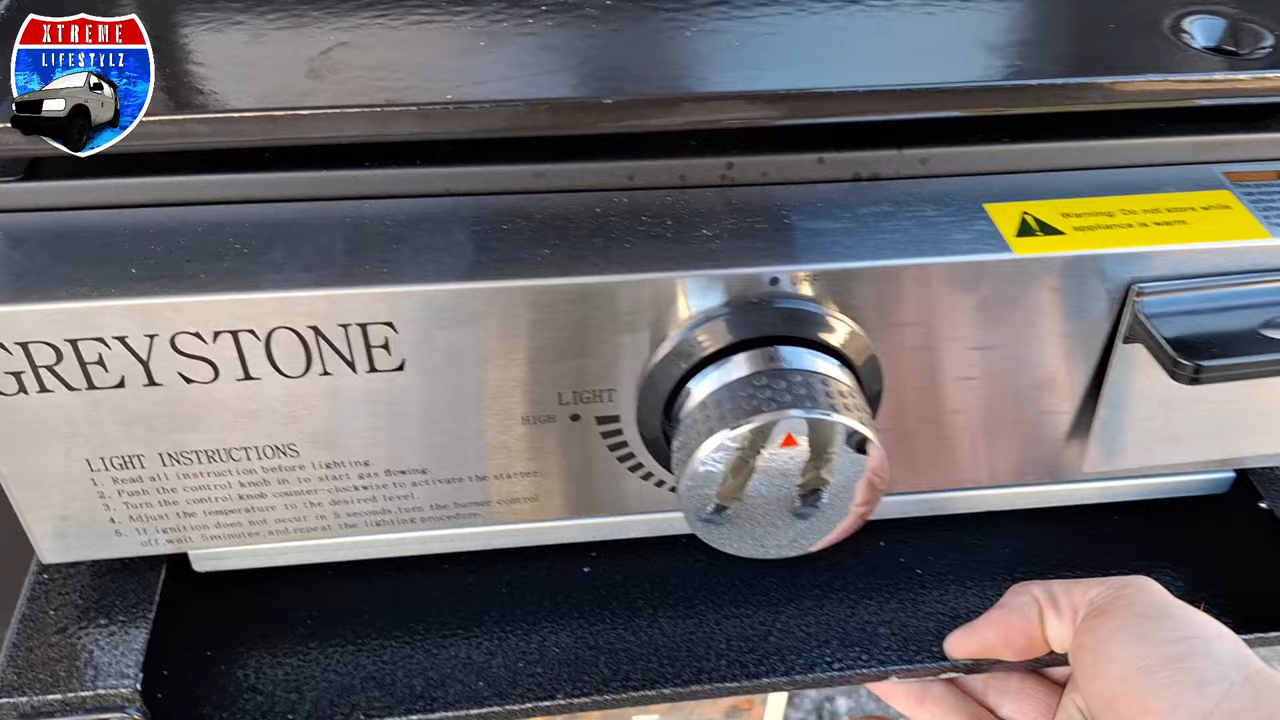 XTREME
LIFESTYLZ
Warning: Do not store while
appliance is warm
GREYSTONE
LIGHT
HIGH
LIGHT INSTRUCTIONS
1. Read all instruction before lighting.
2. Push the control knob in to start gas flowing.
3. Turn the control knob counter-clockwise to activate the starter.
4. Adjust the temperature to the desired level.
5. If ignition does not occur in 5 seconds,turn the burner control
off,wait 5minutes,and repeat the lighting procedure.